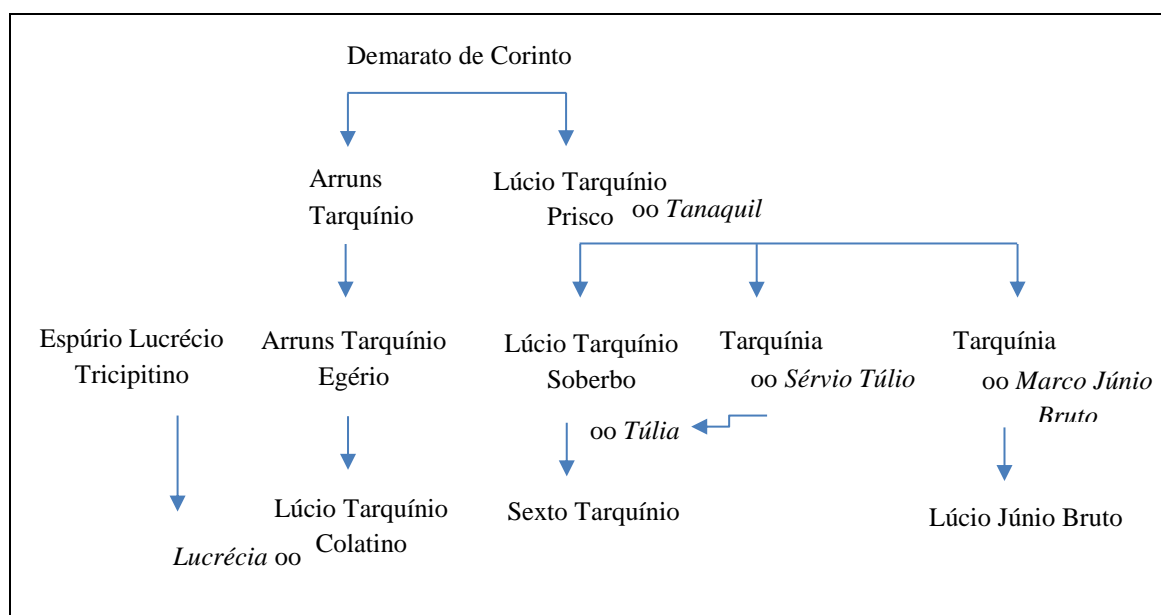 Demarato de Corinto
Arruns
Tarquínio
Lúcio Tarquínio
Prisco
oo Tanaquil
Espúrio Lucrécio
Tricipitino
Arruns Tarquínio
Egério
Lúcio Tarquínio
Soberbo
Tarquínia
oo Sérvio Túlio
Tarquínia
oo Marco Júnio
Bruto
oo Túlia
Lúcio Tarquínio
Colatino
Sexto Tarquínio
Lúcio Júnio Bruto
Lucrécia oo